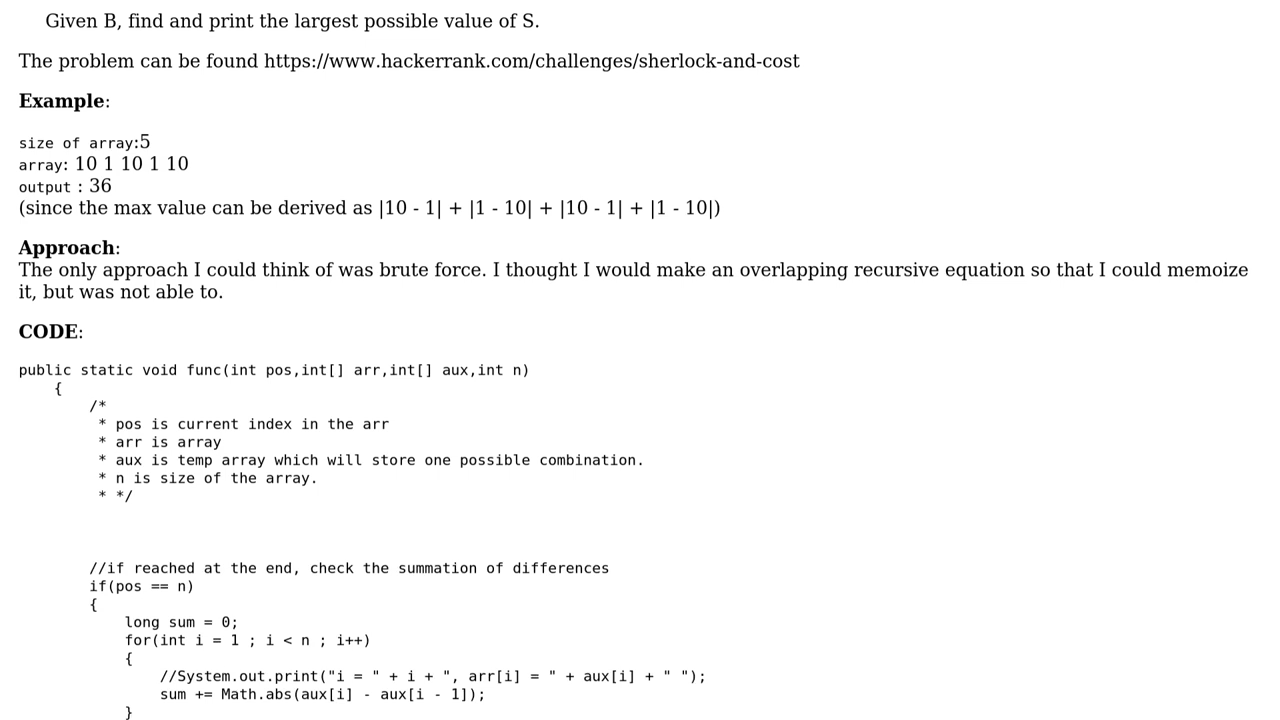 Given B, find and print the largest possible value of S.
The problem can be found https://www.hackerrank.com/challenges/sherlock-and-cost
Example:
size of array:5
array: 10 1 10 1 10
output : 36
(since the max value can be derived as |10 - 1| + |1 - 10| + |10 - 1| + |1 - 10|)
Approach:
The only approach I could think of was brute force. I thought I would make an overlapping recursive equation so that I could memoize
it, but was not able to.
CODE:
public static void func(int pos,int[] arr,int[] aux,int n)
    {
        /*
         * pos is current index in the arr
         * arr is array
         * aux is temp array which will store one possible combination.
         * n is size of the array.
         * */
        //if reached at the end, check the summation of differences
        if(pos == n)
        {
            long sum = 0;
            for(int i = 1 ; i < n ; i++)
            {
                //System.out.print("i = " + i + ", arr[i] = " + aux[i] + " ");
                sum += Math.abs(aux[i] - aux[i - 1]);
            }